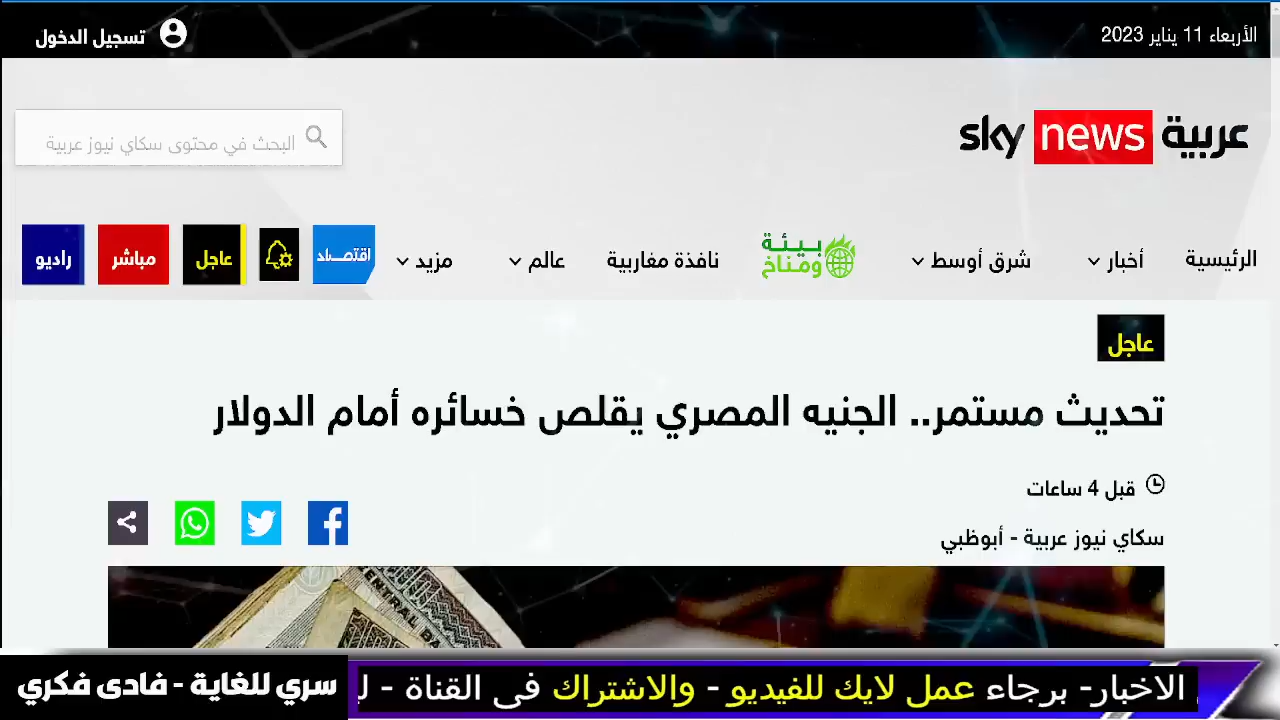 الأربعاء 11 يناير 2023
تسجيل الدخول
sky news عربية
البحث في محتوى سكاي نيوز عربية
الرئيسية أخبار شرق أوسط بيئة ومناخ نافذة مغاربية عالم مزيد اقتصاد عاجل مباشر راديو
عاجل
تحديث مستمر.. الجنيه المصري يقلص خسائره أمام الدولار
قبل 4 ساعات
سكاي نيوز عربية - أبوظبي
CENTRAL
الاخبار- برجاء عمل لايك للفيديو - والاشتراك فى القناة -
سري للغاية - فادى فكري